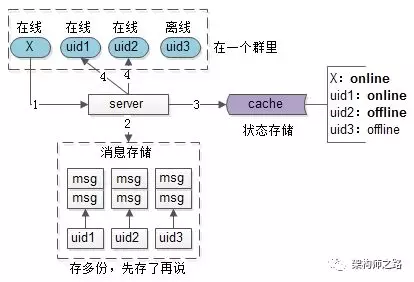 在线 在线 在线 离线
X uid1 uid2 uid3
在一个群里
4 4
1 server 3 cache
2
状态存储
X：online
uid1：online
uid2：offline
uid3：offline
消息存储
msg msg msg
msg msg msg
uid1 uid2 uid3
存多份，先存了再说
架构师之路